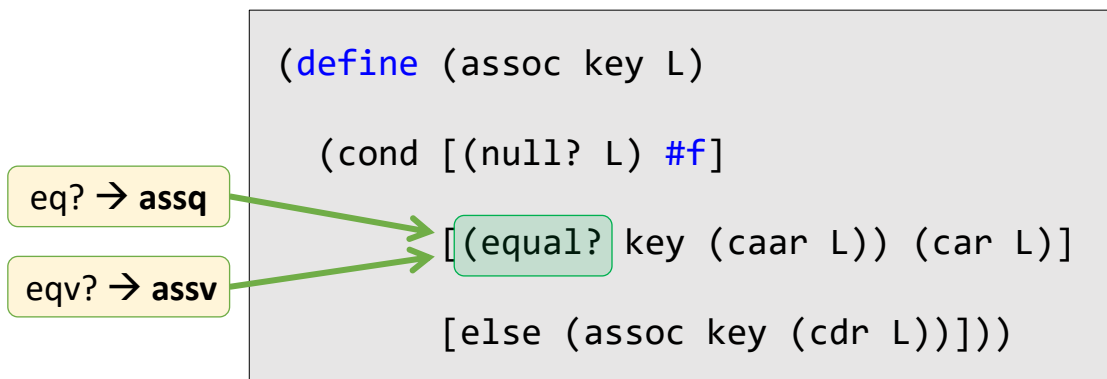 (define (assoc key L)
(cond [(null? L) #f]
eq? → assq
[(equal? key (caar L)) (car L)]
eqv? → assv
[else (assoc key (cdr L))]))